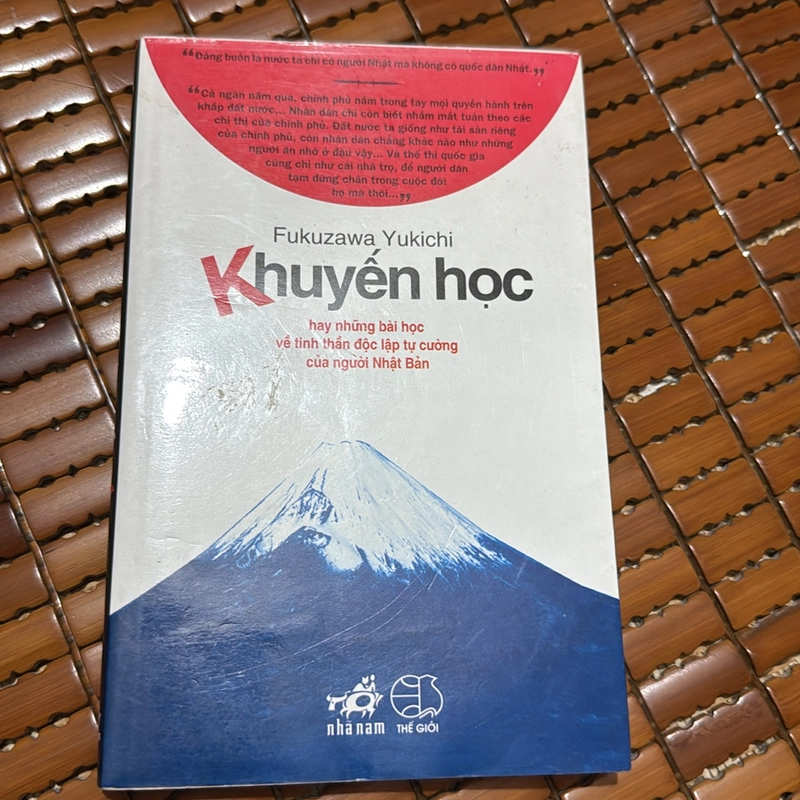 “Đáng buồn là nước ta chỉ có người Nhật mà không có quốc dân Nhật.”
“Cả ngàn năm qua, chính phủ nắm trong tay mọi quyền hành trên
khắp đất nước... Nhân dân chỉ còn biết nhắm mắt tuân theo các
chỉ thị của chính phủ. Đất nước ta giống như tài sản riêng
của chính phủ, còn nhân dân chẳng khác nào như những
người ăn nhờ ở đậu vậy... Và thế thì quốc gia
cũng chỉ như cái nhà trọ, để người dân
tạm dừng chân trong cuộc đời
họ mà thôi...”
Fukuzawa Yukichi
Khuyến học
hay những bài học
về tinh thần độc lập tự cường
của người Nhật Bản
nhã nam
THẾ GIỚI